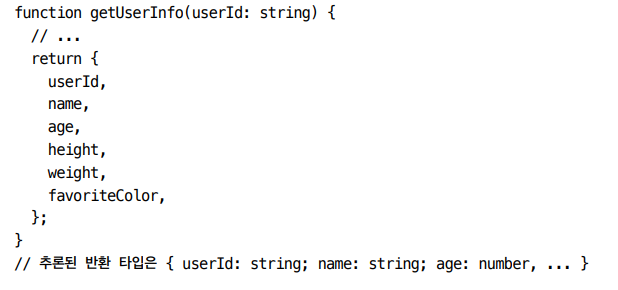 function getUserInfo(userId: string) {
  // ...
  return {
    userId,
    name,
    age,
    height,
    weight,
    favoriteColor,
  };
}
// 추론된 반환 타입은 { userId: string; name: string; age: number, ... }